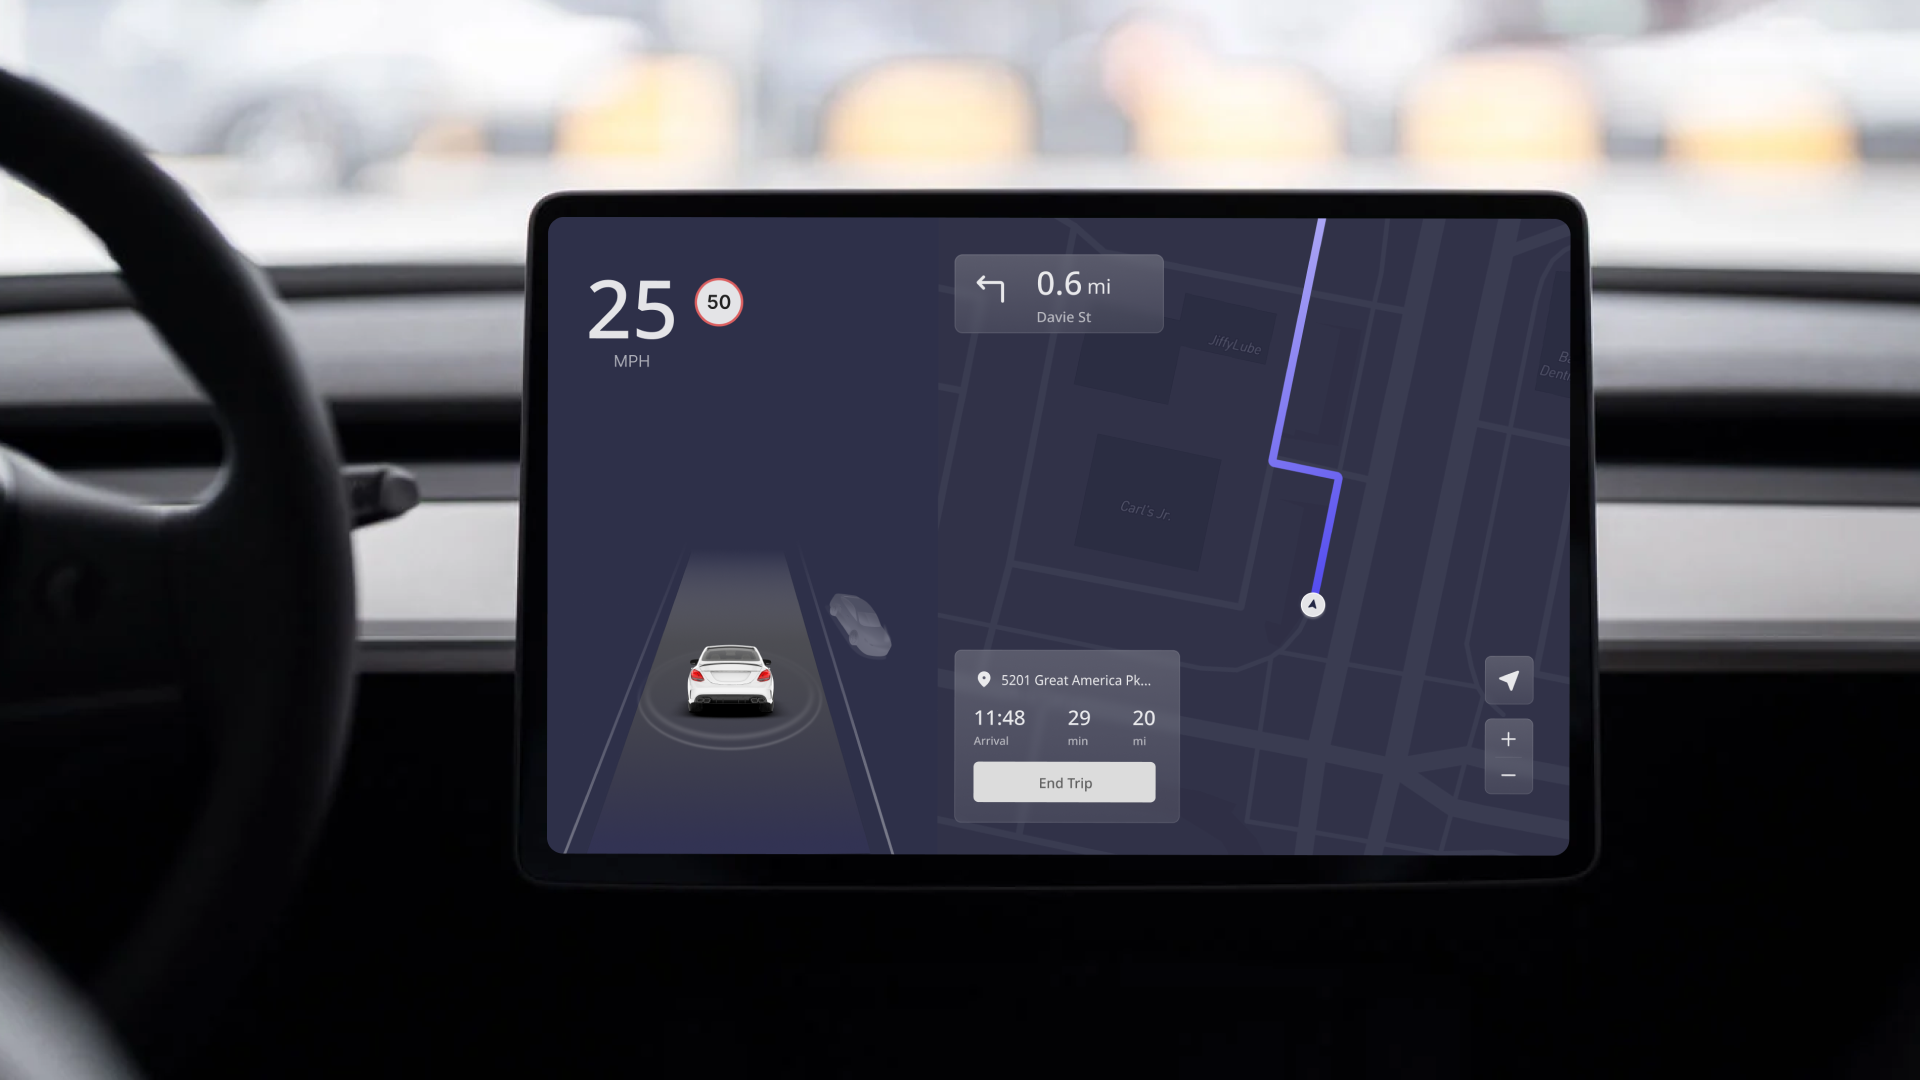 25
50
MPH
0.6 mi
Davie St
JiffyLube
Carl's Jr.
5201 Great America Pk...
11:48
Arrival
29
min
20
mi
End Trip
+
−